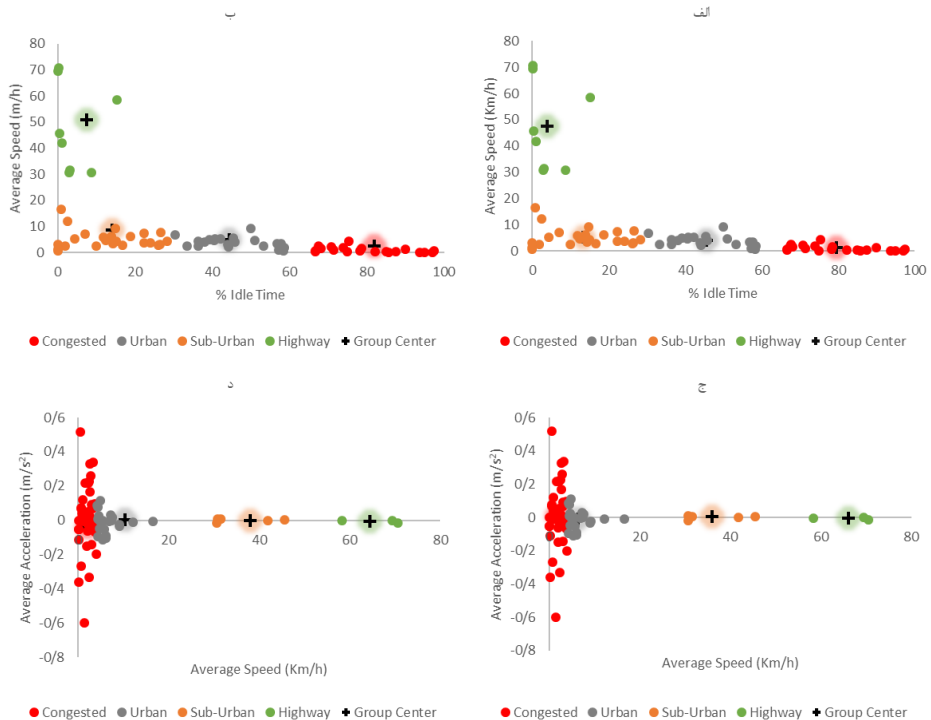 ب
80
70
60
50
40
30
20
10
0
Average Speed (m/h)
0 20 40 60 80 100
% Idle Time
Congested Urban Sub-Urban Highway Group Center
الف
80
70
60
50
40
30
20
10
0
Average Speed (Km/h)
0 20 40 60 80 100
% Idle Time
Congested Urban Sub-Urban Highway Group Center
د
0/6
0/4
0/2
0
-0/2
-0/4
-0/6
-0/8
Average Acceleration (m/s²)
20 40 60 80
Average Speed (Km/h)
Congested Urban Sub-Urban Highway Group Center
ج
0/6
0/4
0/2
0
-0/2
-0/4
-0/6
-0/8
Average Acceleration (m/s²)
20 40 60 80
Average Speed (Km/h)
Congested Urban Sub-Urban Highway Group Center